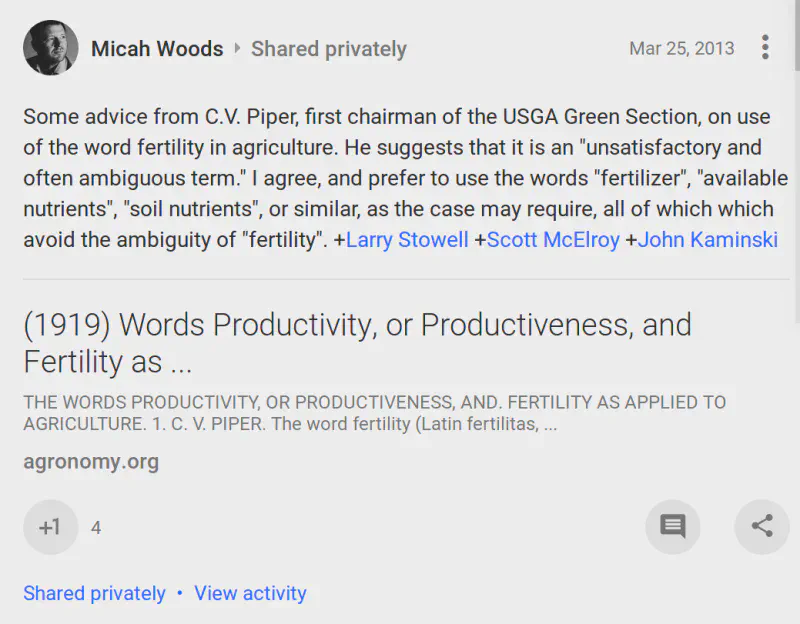 Micah Woods Shared privately Mar 25, 2013
Some advice from C.V. Piper, first chairman of the USGA Green Section, on use
of the word fertility in agriculture. He suggests that it is an "unsatisfactory and
often ambiguous term." I agree, and prefer to use the words "fertilizer", "available
nutrients", "soil nutrients", or similar, as the case may require, all of which which
avoid the ambiguity of "fertility". +Larry Stowell +Scott McElroy +John Kaminski
(1919) Words Productivity, or Productiveness, and
Fertility as ...
THE WORDS PRODUCTIVITY, OR PRODUCTIVENESS, AND. FERTILITY AS APPLIED TO
AGRICULTURE. 1. C. V. PIPER. The word fertility (Latin fertilitas, ...
agronomy.org
+1 4
Shared privately • View activity